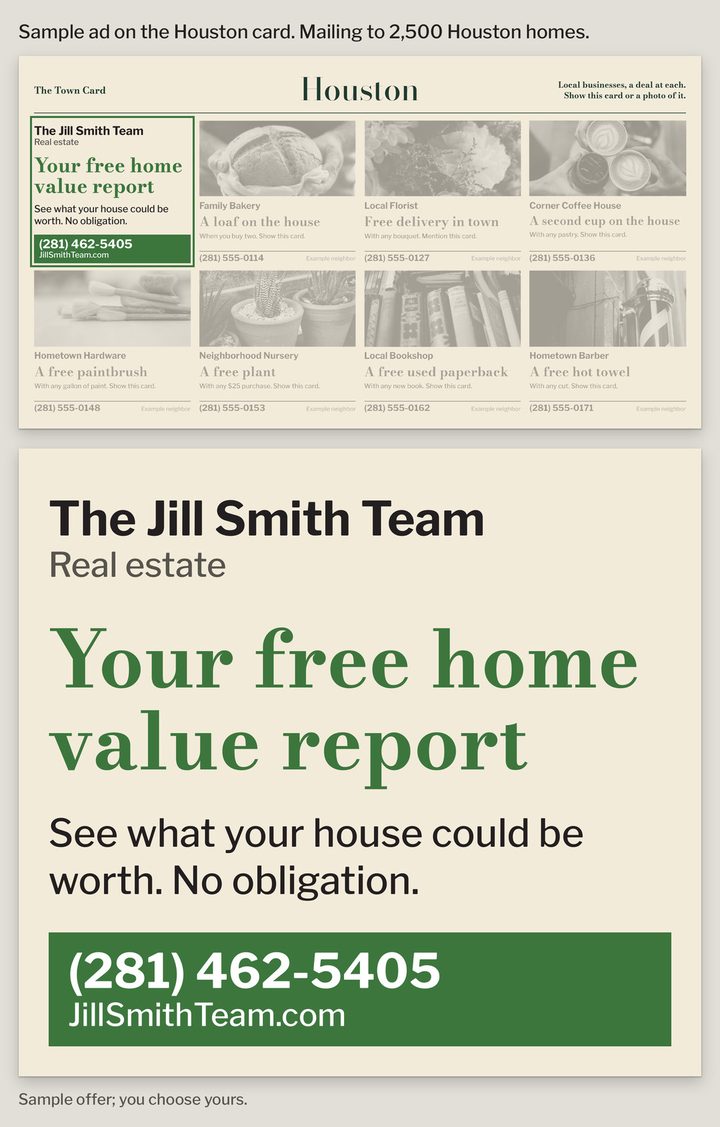 Sample ad on the Houston card. Mailing to 2,500 Houston homes.
The Town Card
Houston
Local businesses, a deal at each.
Show this card or a photo of it.
The Jill Smith Team
Real estate
Your free home
value report
See what your house could be
worth. No obligation.
(281) 462-5405
JillSmithTeam.com
Family Bakery
A loaf on the house
When you buy two. Show this card.
(281) 555-0114
Example neighbor
Local Florist
Free delivery in town
With any bouquet. Mention this card.
(281) 555-0127
Example neighbor
Corner Coffee House
A second cup on the house
With any pastry. Show this card.
(281) 555-0136
Example neighbor
Hometown Hardware
A free paintbrush
With any gallon of paint. Show this card.
(281) 555-0148
Example neighbor
Neighborhood Nursery
A free plant
With any $25 purchase. Show this card.
(281) 555-0153
Example neighbor
Local Bookshop
A free used paperback
With any new book. Show this card.
(281) 555-0162
Example neighbor
Hometown Barber
A free hot towel
With any cut. Show this card.
(281) 555-0171
Example neighbor
The Jill Smith Team
Real estate
Your free home
value report
See what your house could be
worth. No obligation.
(281) 462-5405
JillSmithTeam.com
Sample offer; you choose yours.